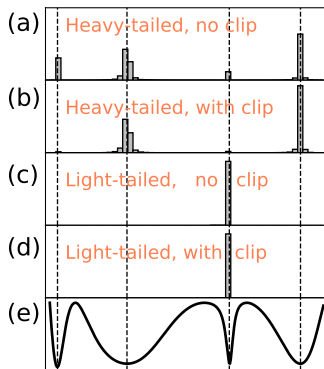 (a) Heavy-tailed, no clip
(b) Heavy-tailed, with clip
(c) Light-tailed, no clip
(d) Light-tailed, with clip
(e)